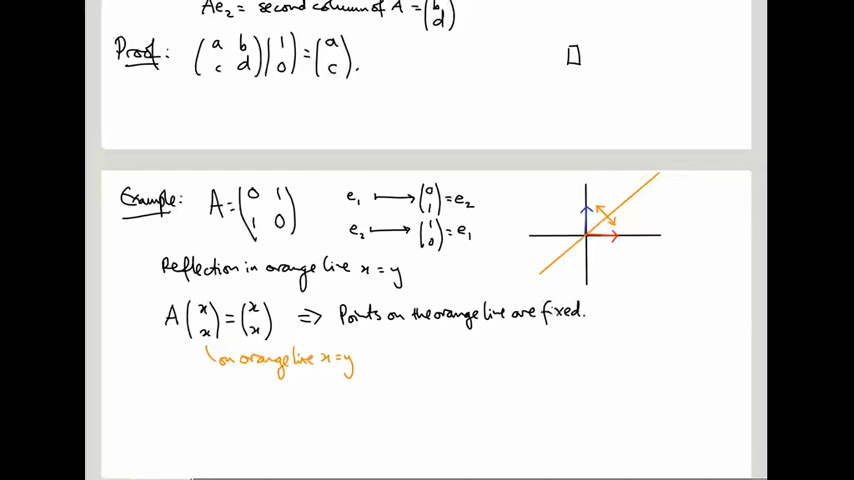 Ae₂ = second column of A = (b d)
Proof: (a b c d)(1 0) = (a c). □
Example: A = (0 1 1 0) e₁ ⟼ (0 1) = e₂
e₂ ⟼ (1 0) = e₁
Reflection in orange line x = y
A(x x) = (x x) ⇒ Points on the orange line are fixed.
on orange line x = y